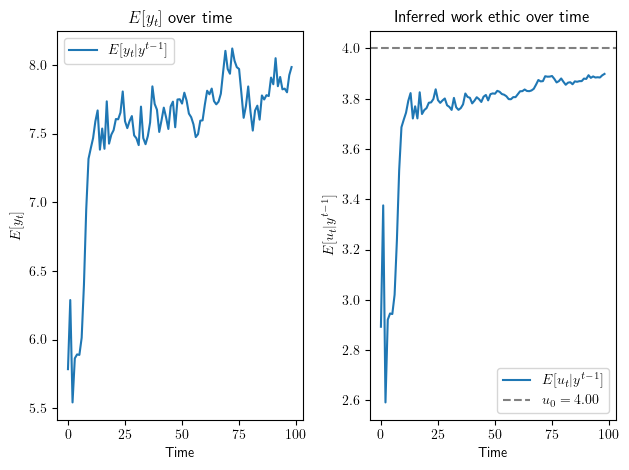 $E[y_t]$ over time
$E[y_t|y^{t-1}]$
8.0
7.5
7.0
6.5
6.0
5.5
$E[y_t]$
0
25
50
75
100
Time
Inferred work ethic over time
4.0
3.8
3.6
3.4
3.2
3.0
2.8
2.6
$E[u_t|y^{t-1}]$
$E[u_t|y^{t-1}]$
$u_0 = 4.00$
0
25
50
75
100
Time